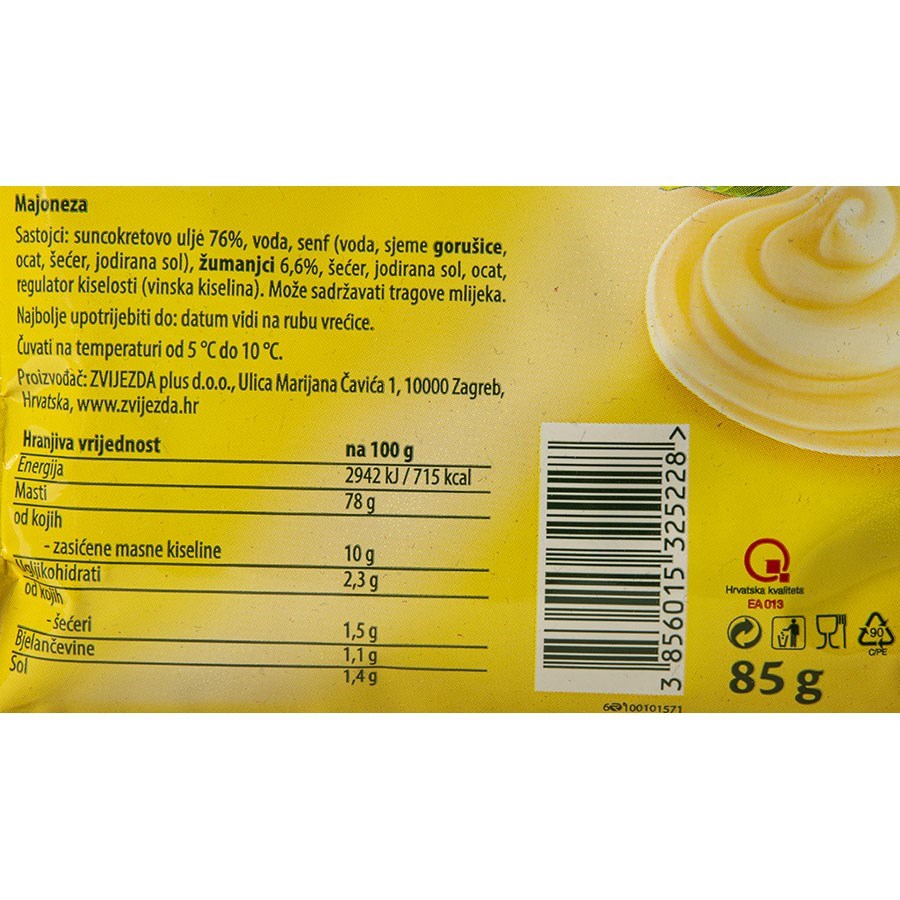 Majoneza
Sastojci: suncokretovo ulje 76%, voda, senf (voda, sjeme gorušice,
ocat, šećer, jodirana sol), žumanjci 6,6%, šećer, jodirana sol, ocat,
regulator kiselosti (vinska kiselina). Može sadržavati tragove mlijeka.
Najbolje upotrijebiti do: datum vidi na rubu vrećice.
Čuvati na temperaturi od 5 °C do 10 °C.
Proizvođač: ZVIJEZDA plus d.o.o., Ulica Marijana Čavića 1, 10000 Zagreb,
Hrvatska, www.zvijezda.hr
Hranjiva vrijednost na 100 g
Energija 2942 kJ / 715 kcal
Masti 78 g
od kojih
- zasićene masne kiseline 10 g
Ugljikohidrati 2,3 g
od kojih
- šećeri 1,5 g
Bjelančevine 1,1 g
Sol 1,4 g
3 856015 325228 >
Hrvatska kvaliteta
EA 013
90
C/PE
85 g